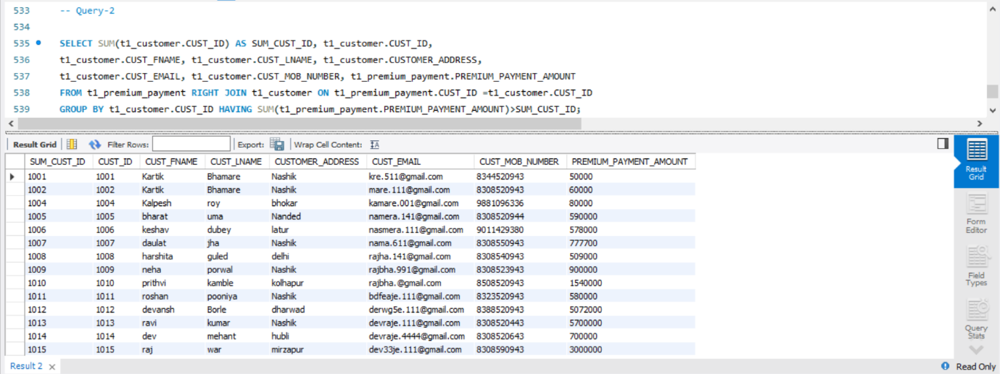 533 -- Query-2
534
535 SELECT SUM(t1_customer.CUST_ID) AS SUM_CUST_ID, t1_customer.CUST_ID,
536 t1_customer.CUST_FNAME, t1_customer.CUST_LNAME, t1_customer.CUSTOMER_ADDRESS,
537 t1_customer.CUST_EMAIL, t1_customer.CUST_MOB_NUMBER, t1_premium_payment.PREMIUM_PAYMENT_AMOUNT
538 FROM t1_premium_payment RIGHT JOIN t1_customer ON t1_premium_payment.CUST_ID =t1_customer.CUST_ID
539 GROUP BY t1_customer.CUST_ID HAVING SUM(t1_premium_payment.PREMIUM_PAYMENT_AMOUNT)>SUM_CUST_ID;
Result Grid Filter Rows: Export: Wrap Cell Content:
SUM_CUST_ID CUST_ID CUST_FNAME CUST_LNAME CUSTOMER_ADDRESS CUST_EMAIL CUST_MOB_NUMBER PREMIUM_PAYMENT_AMOUNT
1001 1001 Kartik Bhamare Nashik kre.511@gmail.com 8344520943 50000
1002 1002 Kartik Bhamare Nashik mare.111@gmail.com 8308520943 60000
1004 1004 Kalpesh roy bhokar kamare.001@gmail.com 9881096336 80000
1005 1005 bharat uma Nanded namera.141@gmail.com 8308520944 590000
1006 1006 keshav dubey latur nasmera.111@gmail.com 9011429380 578000
1007 1007 daulat jha Nashik nama.611@gmail.com 8308550943 777700
1008 1008 harshita guled delhi rajha.141@gmail.com 8308540943 509000
1009 1009 neha porwal Nashik rajbha.991@gmail.com 8308523943 900000
1010 1010 prithvi kamble kolhapur rajbha.@gmail.com 8508520943 1540000
1011 1011 roshan pooniya Nashik bdfeaje.111@gmail.com 8323520943 580000
1012 1012 devansh Borle dharwad derwg5e.111@gmail.com 8388520943 5072000
1013 1013 ravi kumar Nashik devraje.111@gmail.com 8308520443 5700000
1014 1014 dev mehant hubli devraje.4444@gmail.com 8308520643 700000
1015 1015 raj war mirzapur dev33je.111@gmail.com 8308590943 3000000
Result
Grid
Form
Editor
Field
Types
Query
Stats
Result 2 Read Only